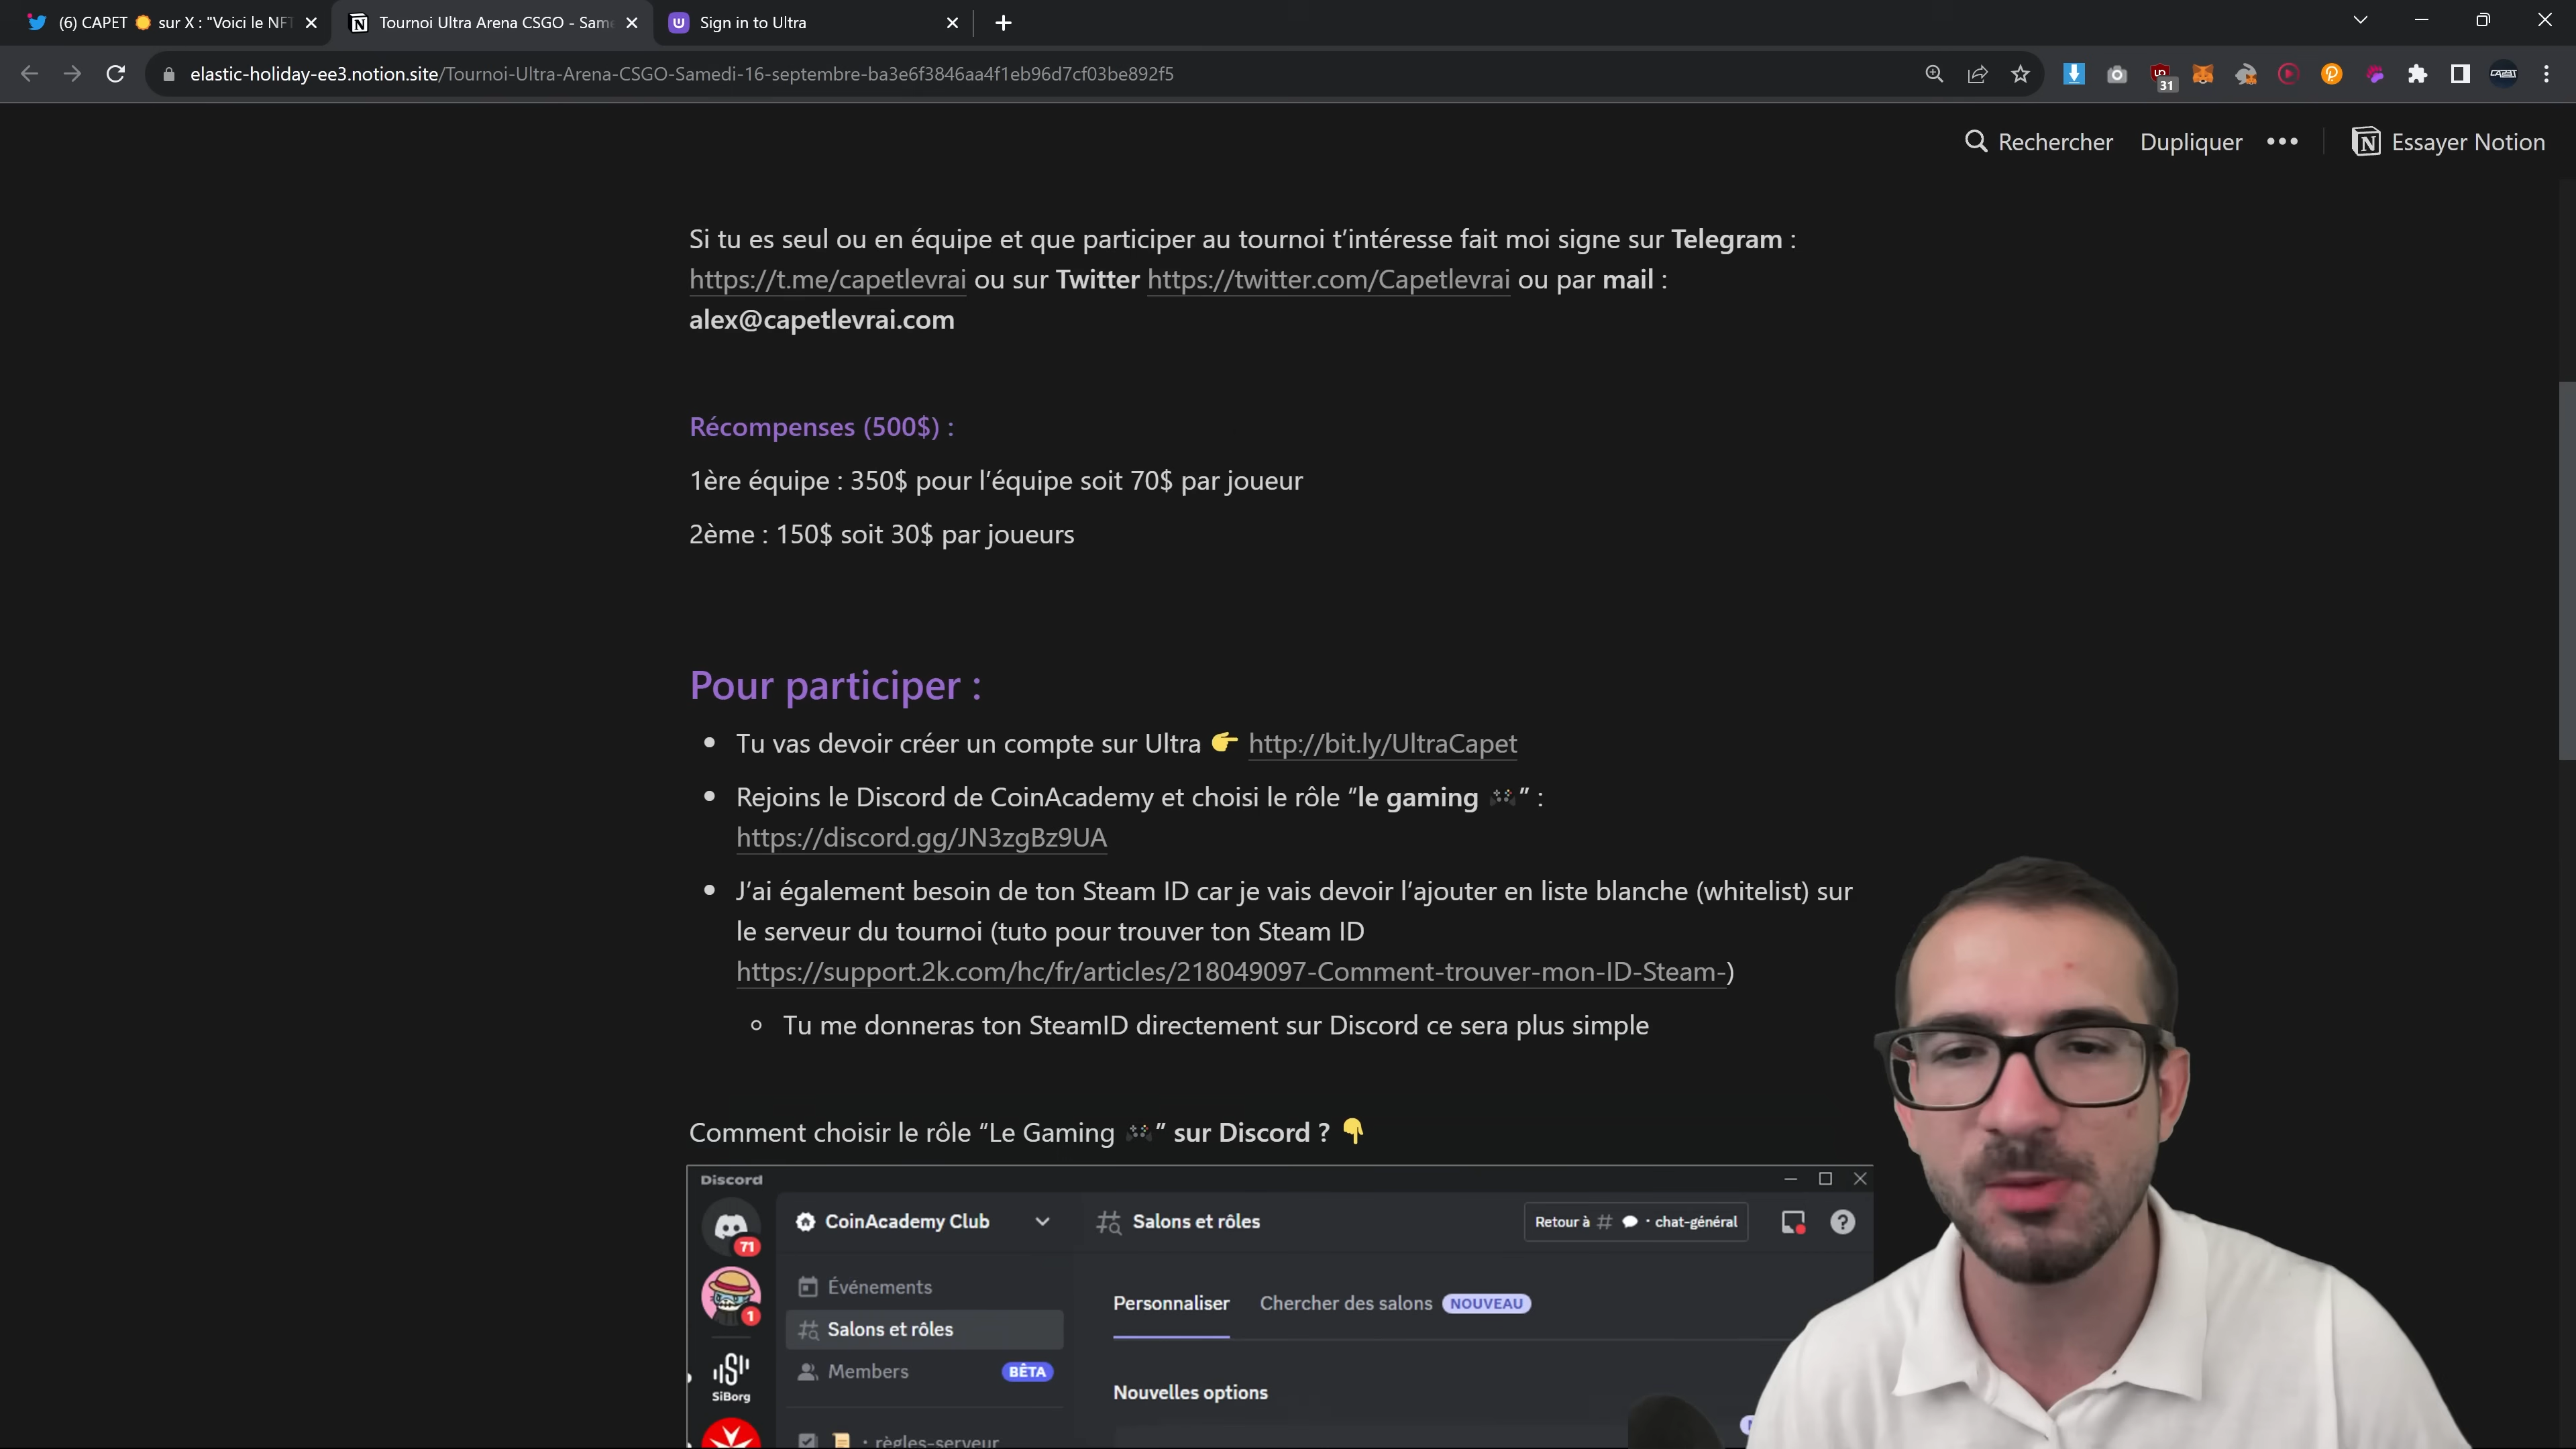 (6) CAPET 🌞 sur X : "Voici le NFT
Tournoi Ultra Arena CSGO - Same
Sign in to Ultra
elastic-holiday-ee3.notion.site/Tournoi-Ultra-Arena-CSGO-Samedi-16-septembre-ba3e6f3846aa4f1eb96d7cf03be892f5
31
CAPET
Rechercher
Dupliquer
Essayer Notion
Si tu es seul ou en équipe et que participer au tournoi t’intéresse fait moi signe sur Telegram :
https://t.me/capetlevrai ou sur Twitter https://twitter.com/Capetlevrai ou par mail :
alex@capetlevrai.com
Récompenses (500$) :
1ère équipe : 350$ pour l’équipe soit 70$ par joueur
2ème : 150$ soit 30$ par joueurs
Pour participer :
Tu vas devoir créer un compte sur Ultra 👉 http://bit.ly/UltraCapet
Rejoins le Discord de CoinAcademy et choisi le rôle “le gaming 🎮” :
https://discord.gg/JN3zgBz9UA
J’ai également besoin de ton Steam ID car je vais devoir l’ajouter en liste blanche (whitelist) sur
le serveur du tournoi (tuto pour trouver ton Steam ID
https://support.2k.com/hc/fr/articles/218049097-Comment-trouver-mon-ID-Steam-)
Tu me donneras ton SteamID directement sur Discord ce sera plus simple
Comment choisir le rôle “Le Gaming 🎮” sur Discord ? 👇
Discord
CoinAcademy Club
Salons et rôles
Retour à # 💬・chat-général
71
Événements
Personnaliser
Chercher des salons
NOUVEAU
1
Salons et rôles
Members
BÊTA
SiBorg
Nouvelles options
règles-serveur